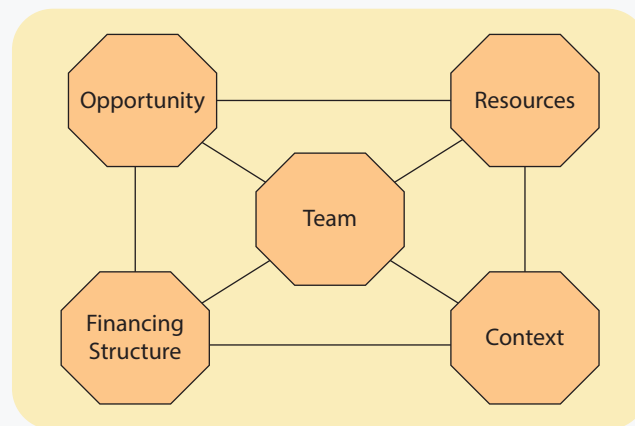 Opportunity
Resources
Team
Financing
Structure
Context